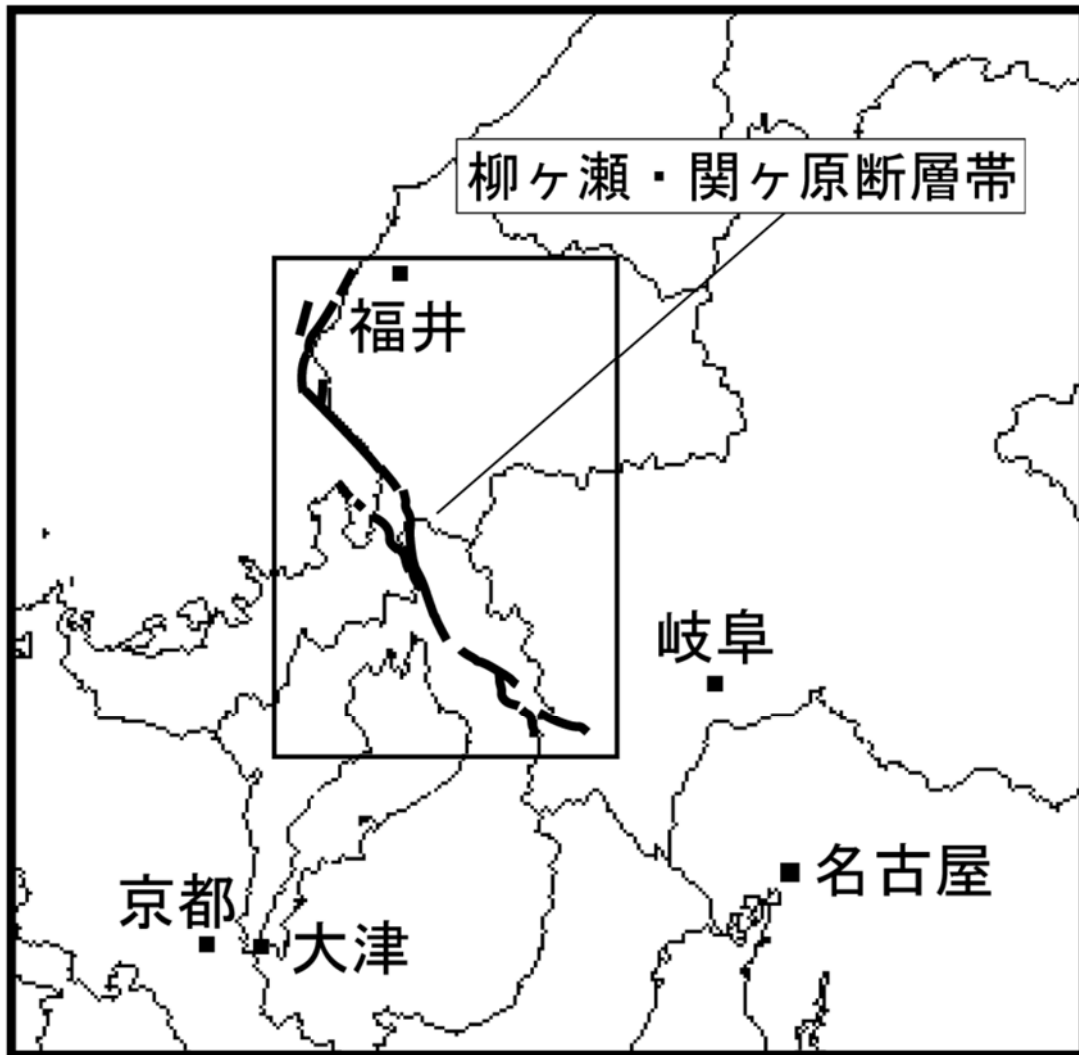 柳ヶ瀬・関ヶ原断層帯
福井
岐阜
名古屋
京都
大津